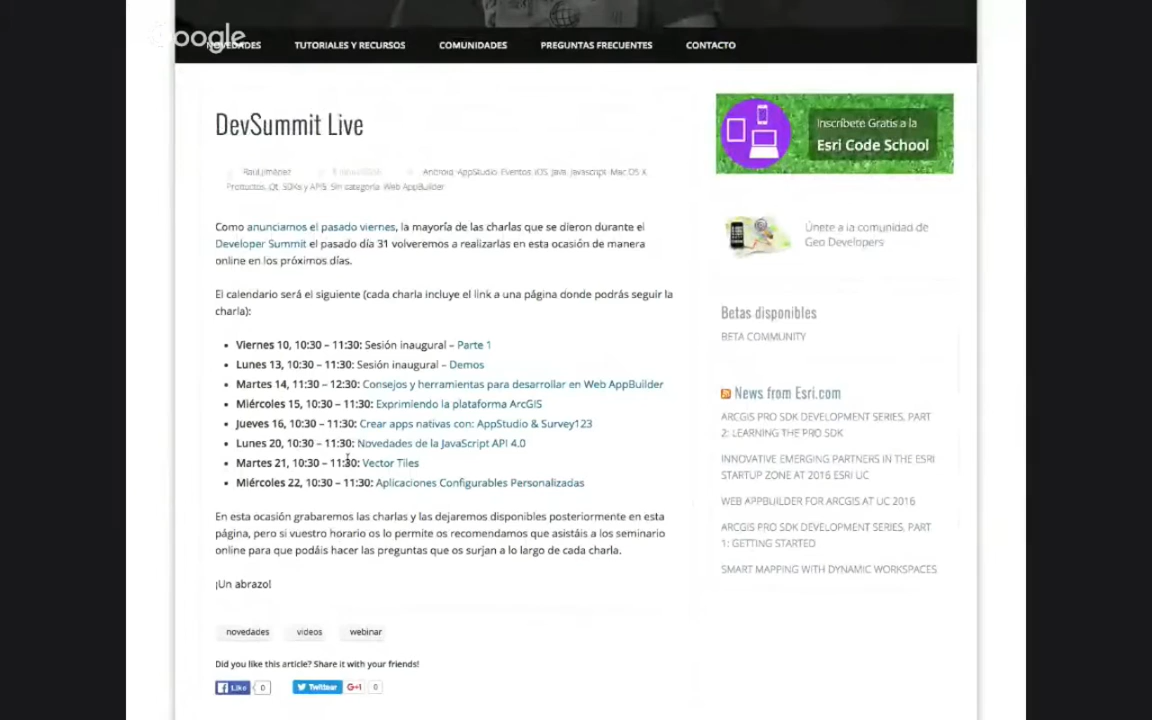 Google
NOVEDADES
TUTORIALES Y RECURSOS
COMUNIDADES
PREGUNTAS FRECUENTES
CONTACTO
DevSummit Live
Raúl Jiménez
Android, AppStudio, Eventos, iOS, Java, Javascript, Mac OS X,
Productos, Qt, SDKs y APIS, Sin categoría, Web AppBuilder
Como anunciamos el pasado viernes, la mayoría de las charlas que se dieron durante el
Developer Summit el pasado día 31 volveremos a realizarlas en esta ocasión de manera
online en los próximos días.
El calendario será el siguiente (cada charla incluye el link a una página donde podrás seguir la
charla):
Viernes 10, 10:30 – 11:30: Sesión inaugural – Parte 1
Lunes 13, 10:30 – 11:30: Sesión inaugural – Demos
Martes 14, 11:30 – 12:30: Consejos y herramientas para desarrollar en Web AppBuilder
Miércoles 15, 10:30 – 11:30: Exprimiendo la plataforma ArcGIS
Jueves 16, 10:30 – 11:30: Crear apps nativas con: AppStudio & Survey123
Lunes 20, 10:30 – 11:30: Novedades de la JavaScript API 4.0
Martes 21, 10:30 – 11:30: Vector Tiles
Miércoles 22, 10:30 – 11:30: Aplicaciones Configurables Personalizadas
En esta ocasión grabaremos las charlas y las dejaremos disponibles posteriormente en esta
página, pero si vuestro horario os lo permite os recomendamos que asistáis a los seminario
online para que podáis hacer las preguntas que os surjan a lo largo de cada charla.
¡Un abrazo!
novedades
videos
webinar
Did you like this article? Share it with your friends!
Like
0
Twittear
G+1
0
Inscríbete Gratis a la
Esri Code School
Únete a la comunidad de
Geo Developers
Betas disponibles
BETA COMMUNITY
News from Esri.com
ARCGIS PRO SDK DEVELOPMENT SERIES, PART
2: LEARNING THE PRO SDK
INNOVATIVE EMERGING PARTNERS IN THE ESRI
STARTUP ZONE AT 2016 ESRI UC
WEB APPBUILDER FOR ARCGIS AT UC 2016
ARCGIS PRO SDK DEVELOPMENT SERIES, PART
1: GETTING STARTED
SMART MAPPING WITH DYNAMIC WORKSPACES